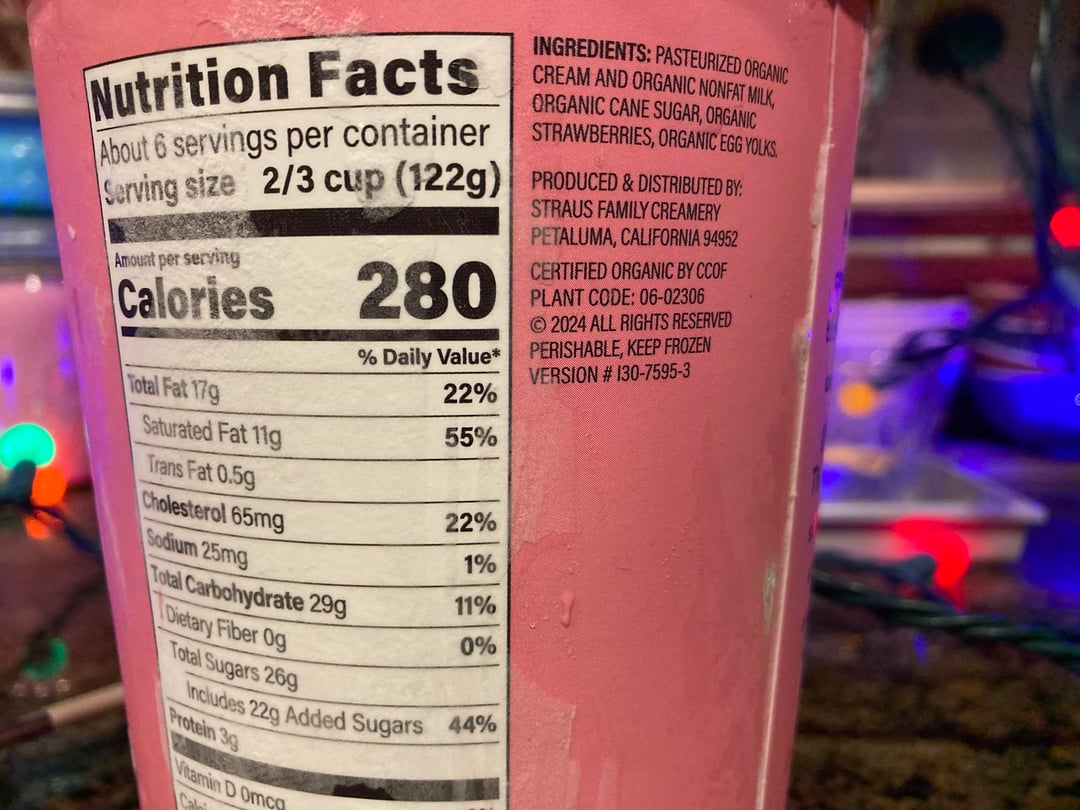 Nutrition Facts
About 6 servings per container
Serving size 2/3 cup (122g)
Amount per serving
Calories 280
% Daily Value*
Total Fat 17g 22%
Saturated Fat 11g 55%
Trans Fat 0.5g
Cholesterol 65mg 22%
Sodium 25mg 1%
Total Carbohydrate 29g 11%
Dietary Fiber 0g 0%
Total Sugars 26g
Includes 22g Added Sugars 44%
Protein 3g
Vitamin D 0mcg
INGREDIENTS: PASTEURIZED ORGANIC
CREAM AND ORGANIC NONFAT MILK,
ORGANIC CANE SUGAR, ORGANIC
STRAWBERRIES, ORGANIC EGG YOLKS.
PRODUCED & DISTRIBUTED BY:
STRAUS FAMILY CREAMERY
PETALUMA, CALIFORNIA 94952
CERTIFIED ORGANIC BY CCOF
PLANT CODE: 06-02306
© 2024 ALL RIGHTS RESERVED
PERISHABLE, KEEP FROZEN
VERSION # I30-7595-3